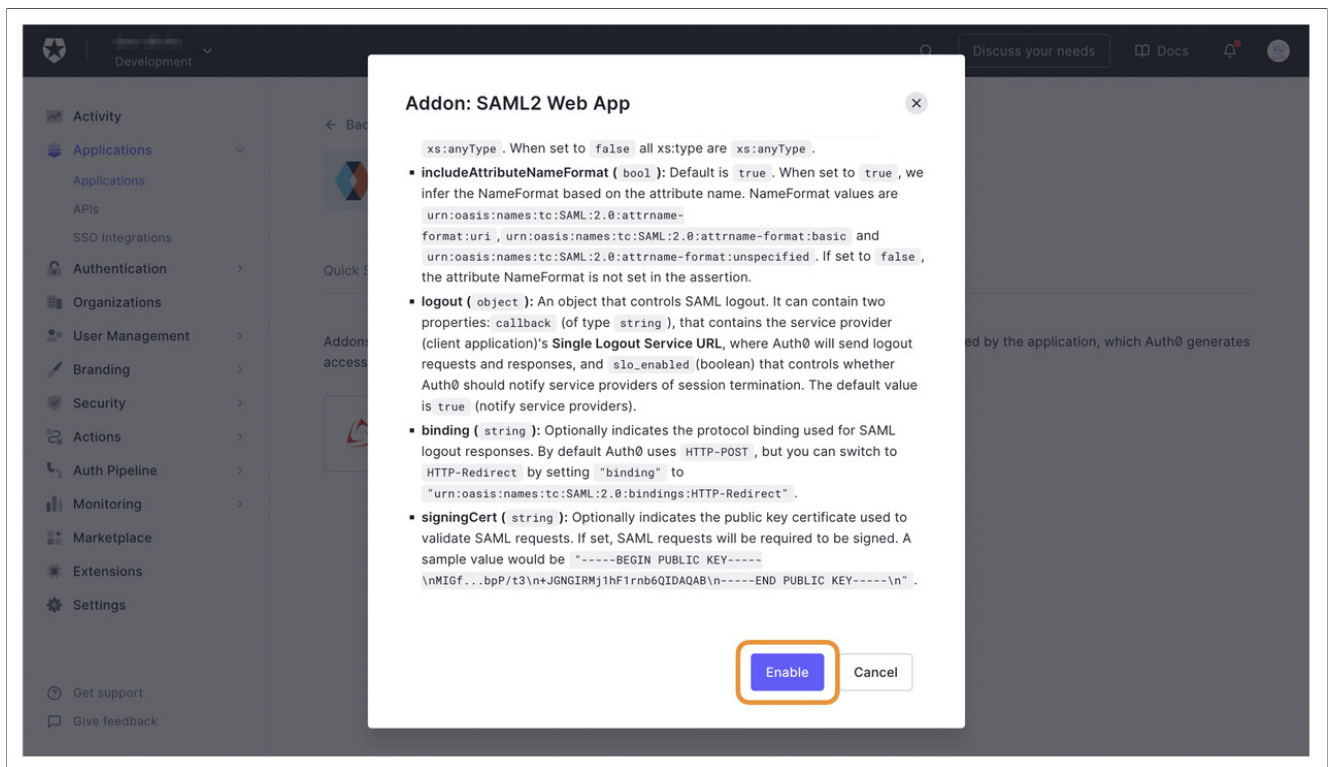 Development
Discuss your needs
Docs
Activity
Applications
Applications
APIs
SSO Integrations
Authentication
Organizations
User Management
Branding
Security
Actions
Auth Pipeline
Monitoring
Marketplace
Extensions
Settings
Get support
Give feedback
← Bac
Quick S
Addons
access
ed by the application, which Auth0 generates
Addon: SAML2 Web App
xs:anyType . When set to false all xs:type are xs:anyType .
▪ includeAttributeNameFormat ( bool ): Default is true . When set to true , we
infer the NameFormat based on the attribute name. NameFormat values are
urn:oasis:names:tc:SAML:2.0:attrname-
format:uri , urn:oasis:names:tc:SAML:2.0:attrname-format:basic and
urn:oasis:names:tc:SAML:2.0:attrname-format:unspecified . If set to false ,
the attribute NameFormat is not set in the assertion.
▪ logout ( object ): An object that controls SAML logout. It can contain two
properties: callback (of type string ), that contains the service provider
(client application)'s Single Logout Service URL, where Auth0 will send logout
requests and responses, and slo_enabled (boolean) that controls whether
Auth0 should notify service providers of session termination. The default value
is true (notify service providers).
▪ binding ( string ): Optionally indicates the protocol binding used for SAML
logout responses. By default Auth0 uses HTTP-POST , but you can switch to
HTTP-Redirect by setting "binding" to
"urn:oasis:names:tc:SAML:2.0:bindings:HTTP-Redirect" .
▪ signingCert ( string ): Optionally indicates the public key certificate used to
validate SAML requests. If set, SAML requests will be required to be signed. A
sample value would be "-----BEGIN PUBLIC KEY-----
\nMIGf...bpP/t3\n+JGNGIRMj1hF1rnb6QIDAQAB\n-----END PUBLIC KEY-----\n" .
Enable
Cancel